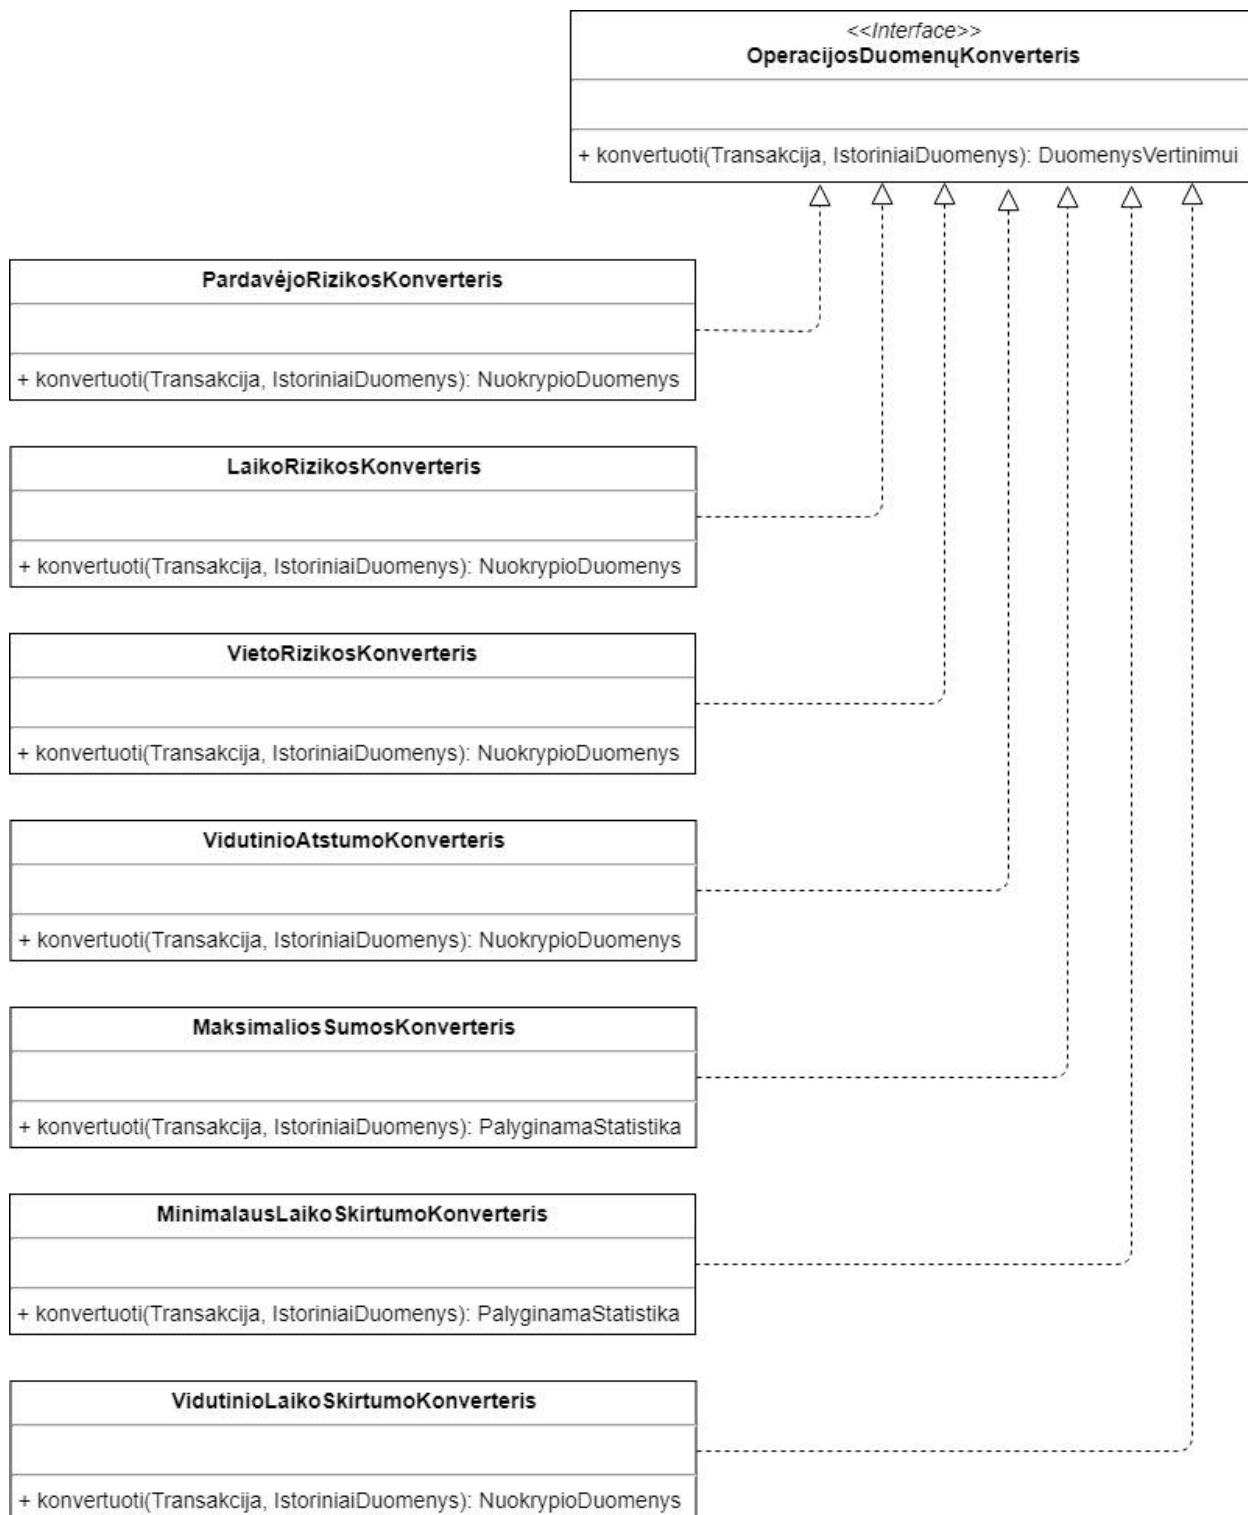 <<Interface>>
OperacijosDuomenųKonverteris
+ konvertuoti(Transakcija, IstoriniaiDuomenys): DuomenysVertinimui
PardavėjoRizikosKonverteris
+ konvertuoti(Transakcija, IstoriniaiDuomenys): NuokrypioDuomenys
LaikoRizikosKonverteris
+ konvertuoti(Transakcija, IstoriniaiDuomenys): NuokrypioDuomenys
VietoRizikosKonverteris
+ konvertuoti(Transakcija, IstoriniaiDuomenys): NuokrypioDuomenys
VidutinioAtstumoKonverteris
+ konvertuoti(Transakcija, IstoriniaiDuomenys): NuokrypioDuomenys
MaksimaliosSumosKonverteris
+ konvertuoti(Transakcija, IstoriniaiDuomenys): PalyginamaStatistika
MinimalausLaikoSkirtumoKonverteris
+ konvertuoti(Transakcija, IstoriniaiDuomenys): PalyginamaStatistika
VidutinioLaikoSkirtumoKonverteris
+ konvertuoti(Transakcija, IstoriniaiDuomenys): NuokrypioDuomenys